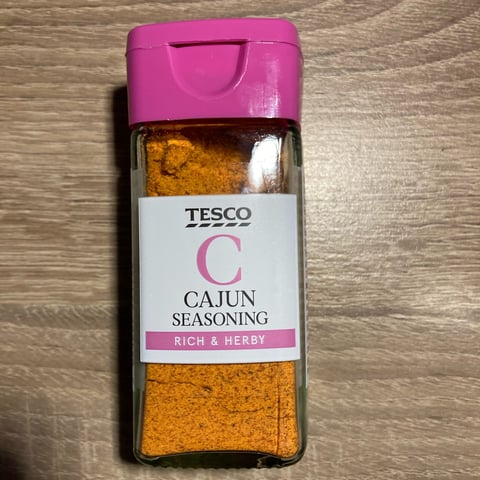 TESCO
C
CAJUN
SEASONING
RICH & HERBY